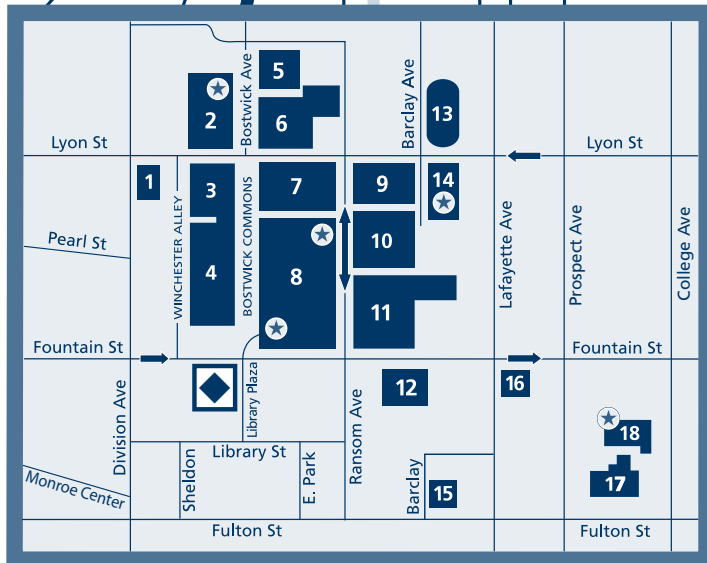 Bostwick Ave
5
Barclay Ave
2
6
13
Lyon St
Lyon St
1
3
7
9
14
WINCHESTER ALLEY
BOSTWICK COMMONS
Lafayette Ave
Prospect Ave
College Ave
Pearl St
10
4
8
11
Fountain St
Fountain St
Division Ave
Library Plaza
Ransom Ave
12
16
18
Library St
Sheldon
E. Park
Barclay
15
17
Monroe Center
Fulton St
Fulton St